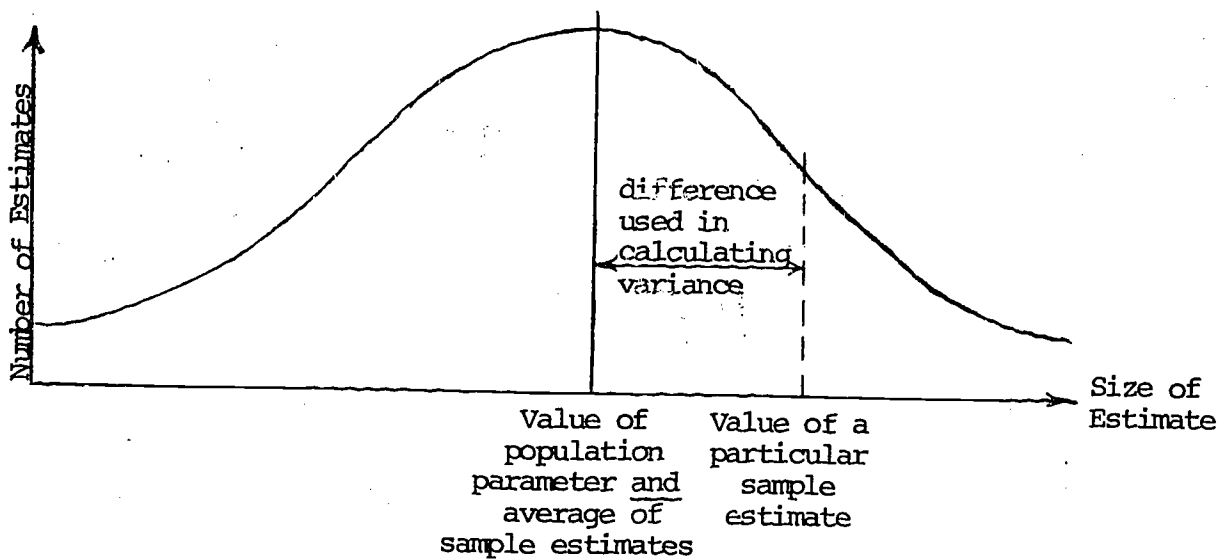 Number of Estimates
difference
used in
calculating
variance
Size of
Estimate
Value of
population
parameter and
average of
sample estimates
Value of a
particular
sample
estimate